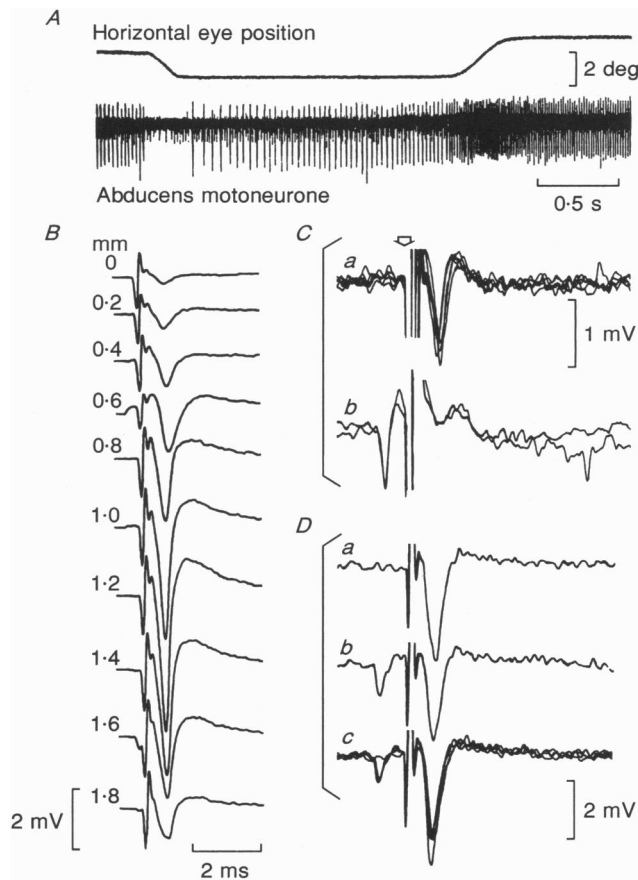 A
Horizontal eye position
2 deg
Abducens motoneurone
0·5 s
B
mm
0
0·2
0·4
0·6
0·8
1·0
1·2
1·4
1·6
1·8
2 mV
2 ms
C
a
1 mV
b
D
a
b
c
2 mV